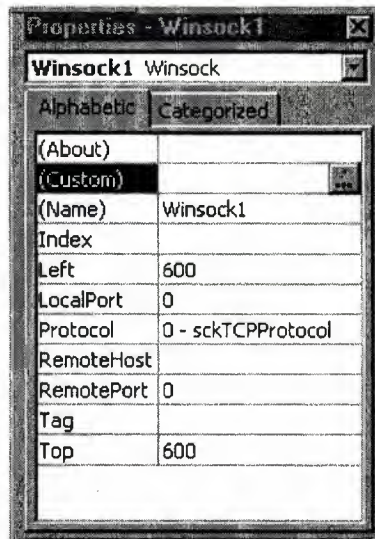 Properties - Winsock1
Winsock1 Winsock
Alphabetic Categorized
(About)
(Custom) ...
(Name) Winsock1
Index
Left 600
LocalPort 0
Protocol 0 - sckTCPProtocol
RemoteHost
RemotePort 0
Tag
Top 600